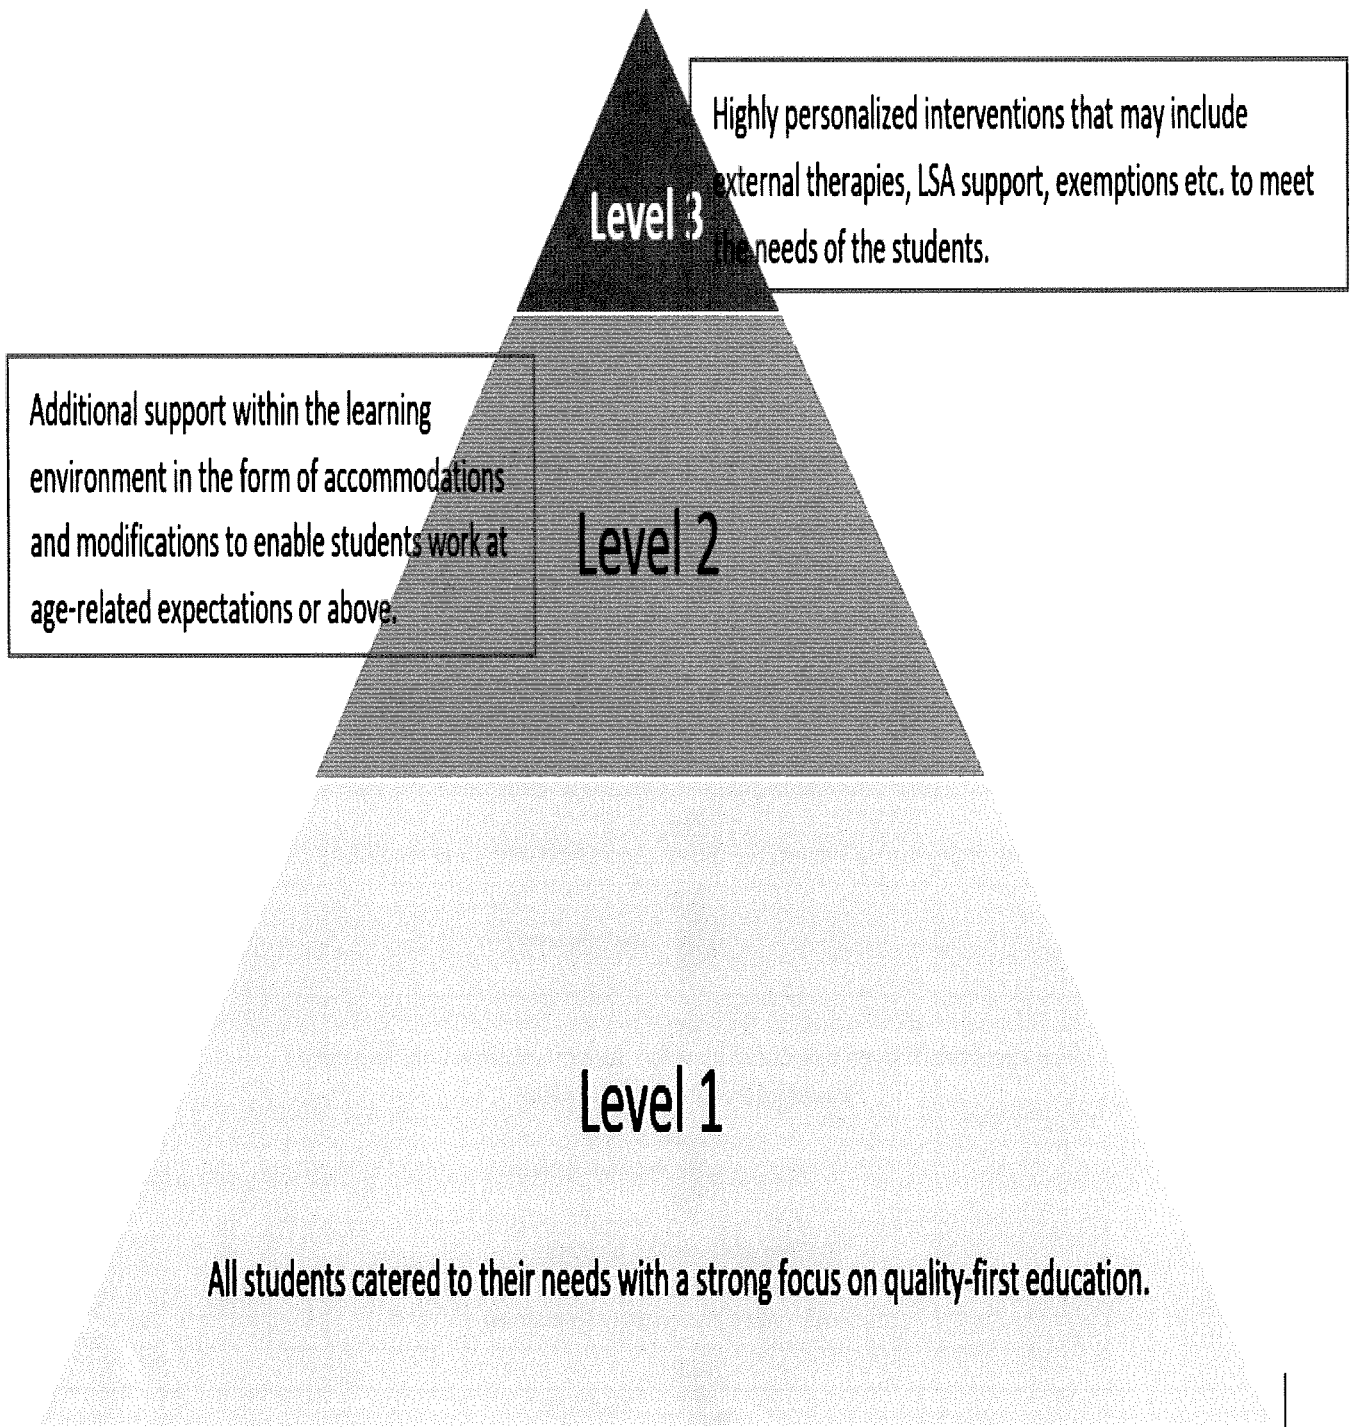 Highly personalized interventions that may include
external therapies, LSA support, exemptions etc. to meet
the needs of the students.
Level 3
Additional support within the learning
environment in the form of accommodations
and modifications to enable students work at
age-related expectations or above.
Level 2
Level 1
All students catered to their needs with a strong focus on quality-first education.